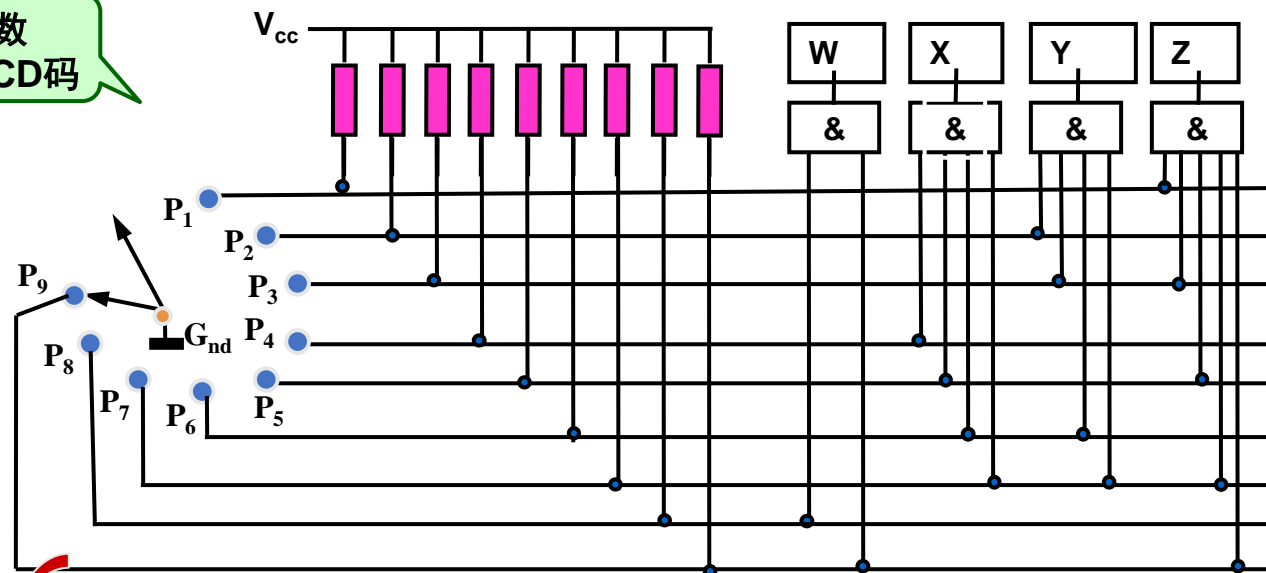 数
CD码
Vcc
W X Y Z
& & & &
P1
P2
P9
P3
Gnd
P4
P8
P7
P6
P5